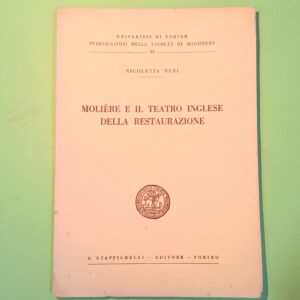 UNIVERSITÀ DI TORINO
PUBBLICAZIONI DELLA FACOLTÀ DI MAGISTERO
NICOLETTA NERI
MOLIÈRE E IL TEATRO INGLESE
DELLA RESTAURAZIONE
G. GIAPPICHELLI - EDITORE - TORINO